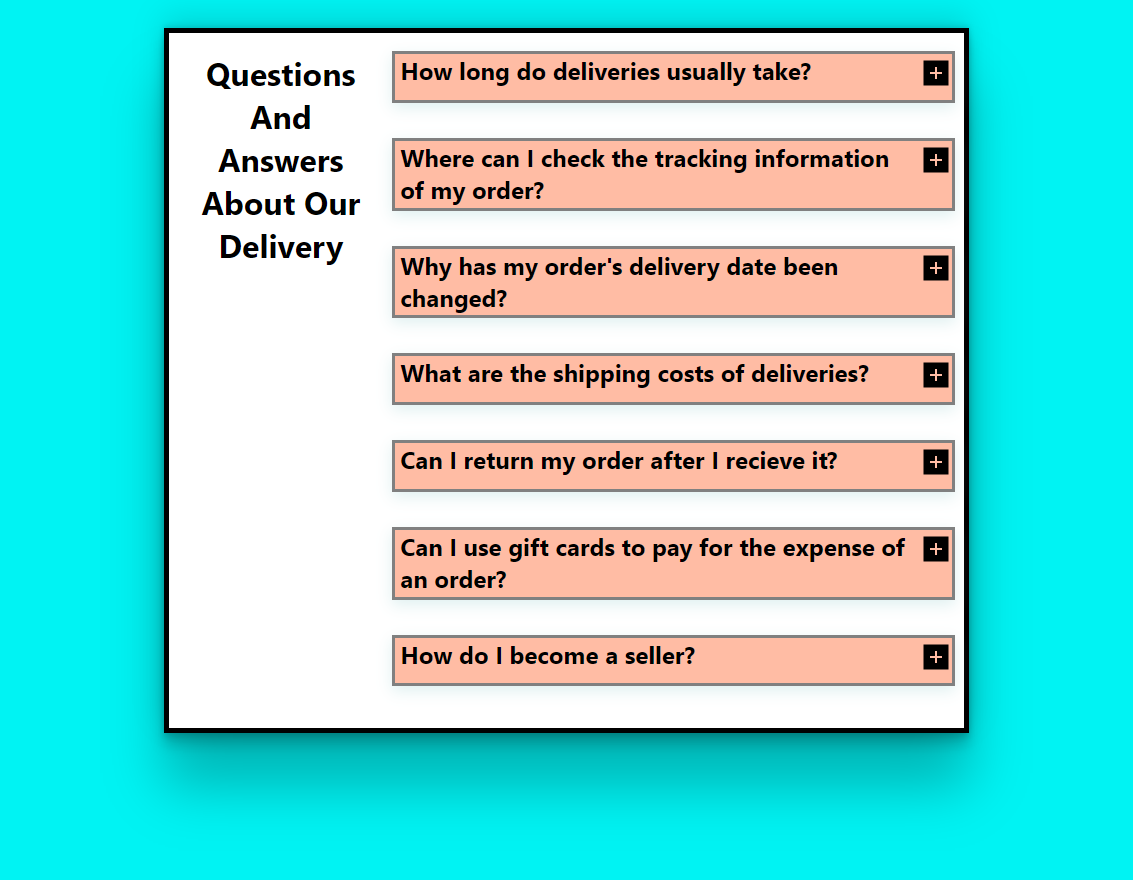 Questions
And
Answers
About Our
Delivery
How long do deliveries usually take?
Where can I check the tracking information
of my order?
Why has my order's delivery date been
changed?
What are the shipping costs of deliveries?
Can I return my order after I recieve it?
Can I use gift cards to pay for the expense of
an order?
How do I become a seller?